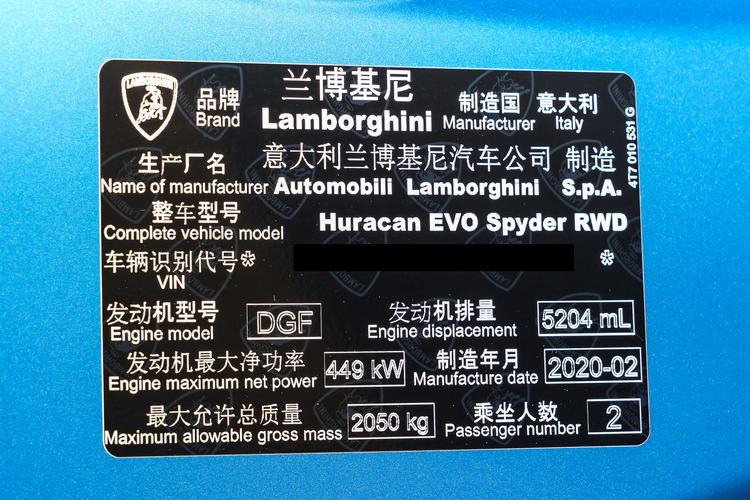 LAMBORGHINI
品牌 兰博基尼 制造国 意大利
Brand Lamborghini Manufacturer Italy
生产厂名 意大利兰博基尼汽车公司 制造
Name of manufacturer Automobili Lamborghini S.p.A.
整车型号
Complete vehicle model Huracan EVO Spyder RWD
车辆识别代号
VIN
发动机型号 DGF 发动机排量 5204 mL
Engine model Engine displacement
发动机最大净功率 449 kW 制造年月 2020-02
Engine maximum net power Manufacture date
最大允许总质量 2050 kg 乘坐人数 2
Maximum allowable gross mass Passenger number
4T7 010 531 G